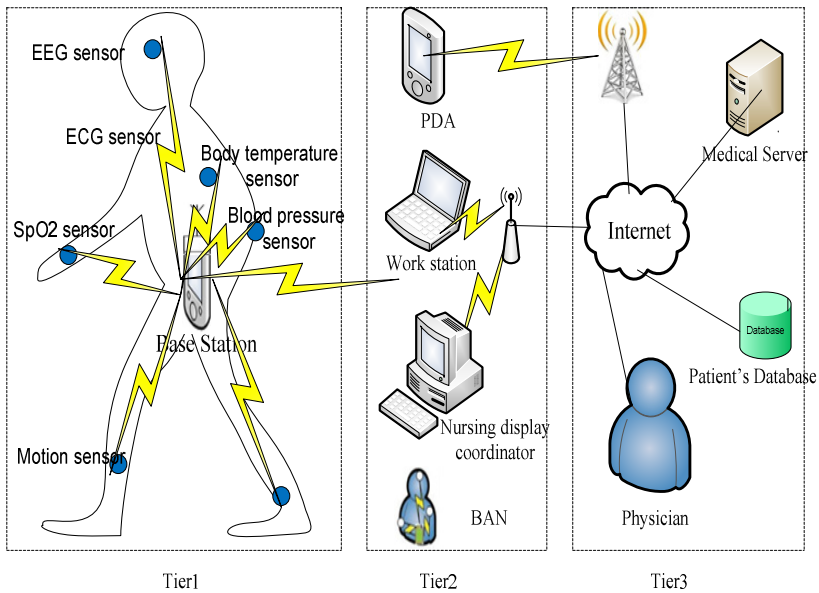 EEG sensor
ECG sensor
Body temperature
sensor
SpO2 sensor
Blood pressure
sensor
Base Station
Motion sensor
Tier1
PDA
Work station
Nursing display
coordinator
BAN
Tier2
Medical Server
Internet
Database
Patient's Database
Physician
Tier3